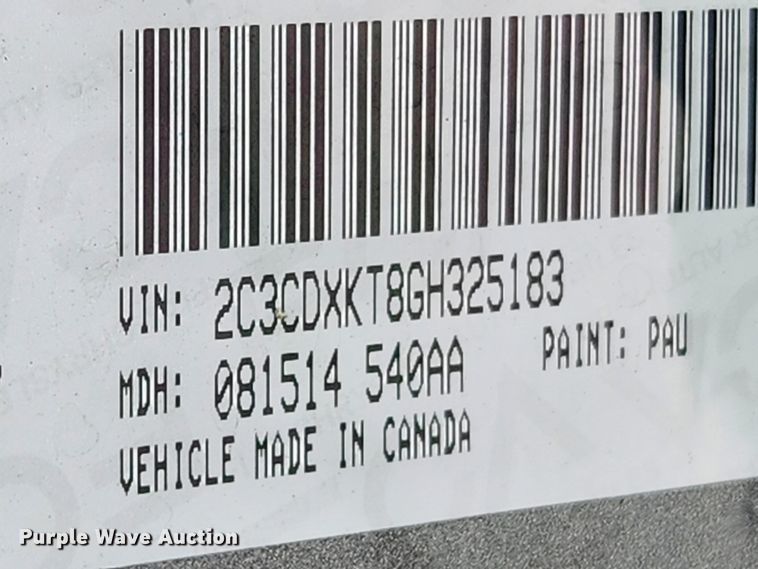 VIN: 2C3CDXKT8GH325183
MDH: 081514 540AA PAINT: PAU
VEHICLE MADE IN CANADA
Purple Wave Auction